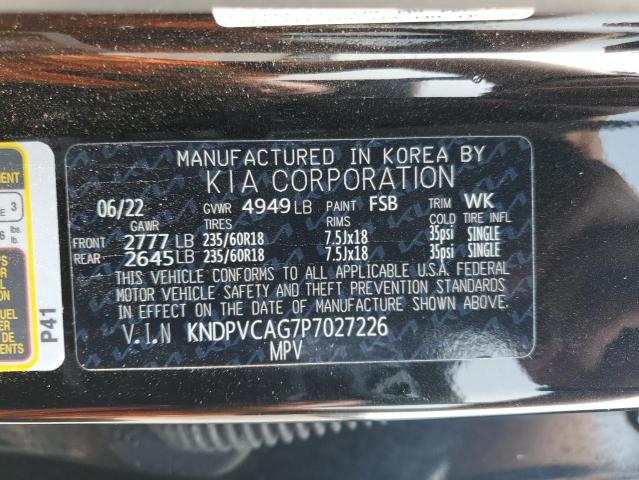 MANUFACTURED IN KOREA BY
KIA CORPORATION
06/22 GVWR 4949 LB PAINT FSB TRIM WK
GAWR TIRES RIMS COLD TIRE INFL
FRONT 2777 LB 235/60R18 7.5Jx18 35psi SINGLE
REAR 2645 LB 235/60R18 7.5Jx18 35psi SINGLE
THIS VEHICLE CONFORMS TO ALL APPLICABLE U.S.A. FEDERAL
MOTOR VEHICLE SAFETY AND THEFT PREVENTION STANDARDS
IN EFFECT ON THE DATE OF MANUFACTURE SHOWN ABOVE.
V.I.N KNDPVCAG7P7027226
MPV
P41
3
lbs.